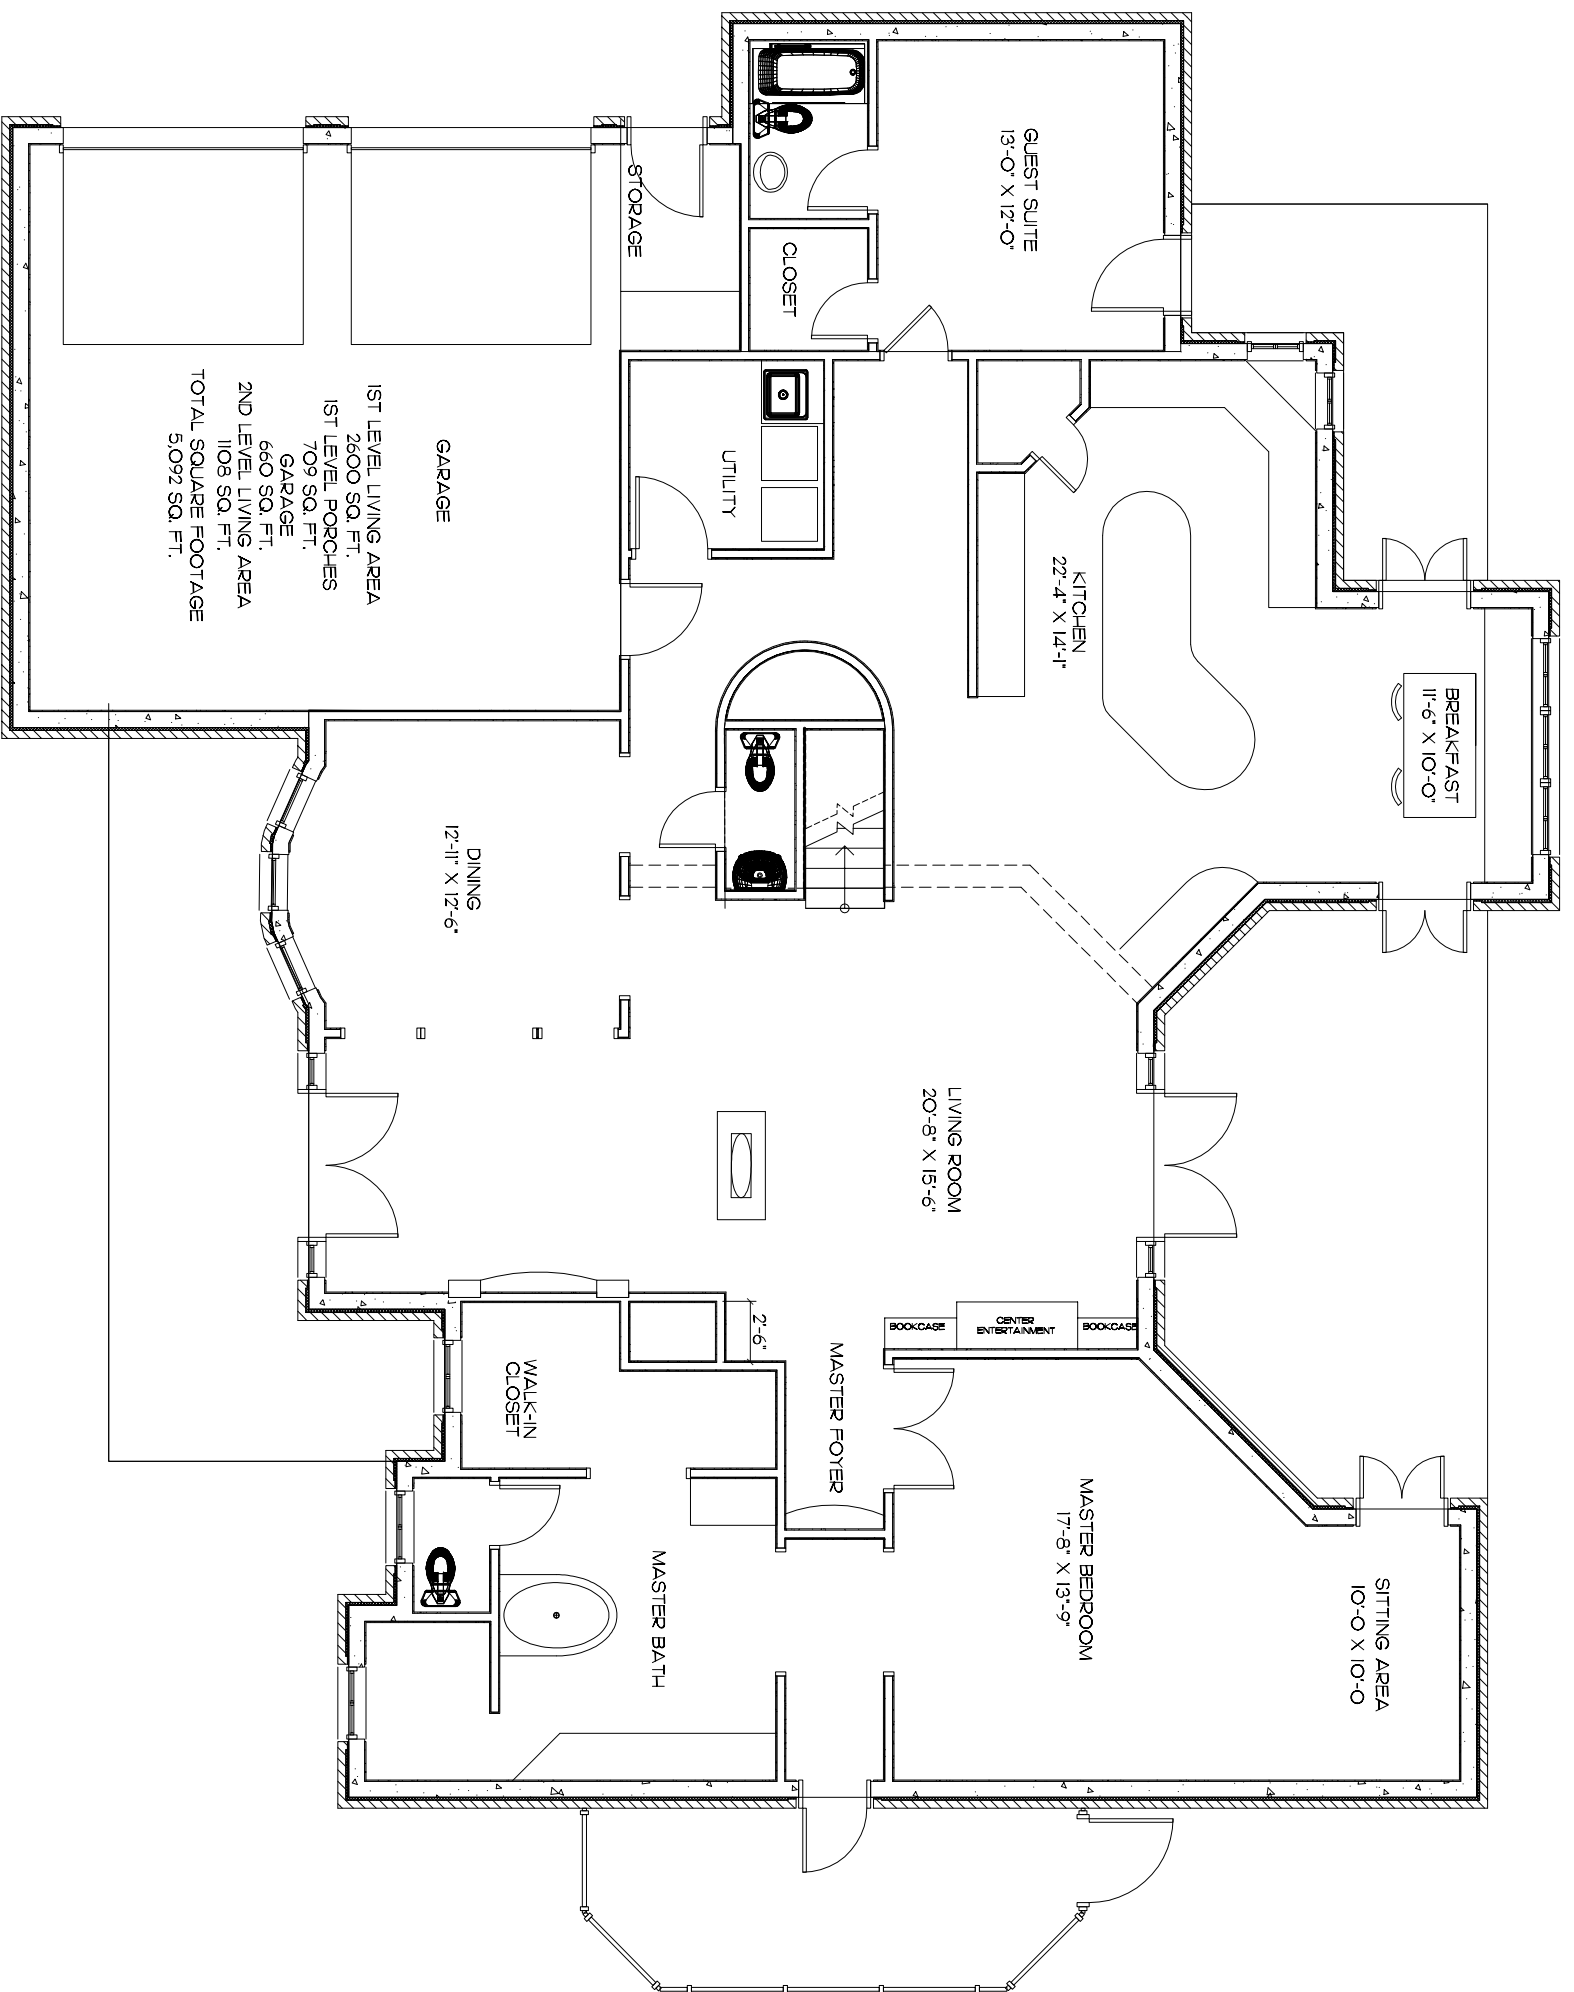 GUEST SUITE
13'-0" X 12'-0"
STORAGE
CLOSET
UTILITY
GARAGE
1ST LEVEL LIVING AREA
2600 SQ. FT.
1ST LEVEL PORCHES
709 SQ. FT.
GARAGE
660 SQ. FT.
2ND LEVEL LIVING AREA
1108 SQ. FT.
TOTAL SQUARE FOOTAGE
5,092 SQ. FT.
KITCHEN
22'-4" X 14'-1"
BREAKFAST
11'-6" X 10'-0"
DINING
12'-11" X 12'-6"
LIVING ROOM
20'-8" X 15'-6"
BOOKCASE
CENTER
ENTERTAINMENT
BOOKCASE
2'-6"
MASTER FOYER
WALK-IN
CLOSET
MASTER BEDROOM
17'-8" X 13'-9"
MASTER BATH
SITTING AREA
10'-0 X 10'-0